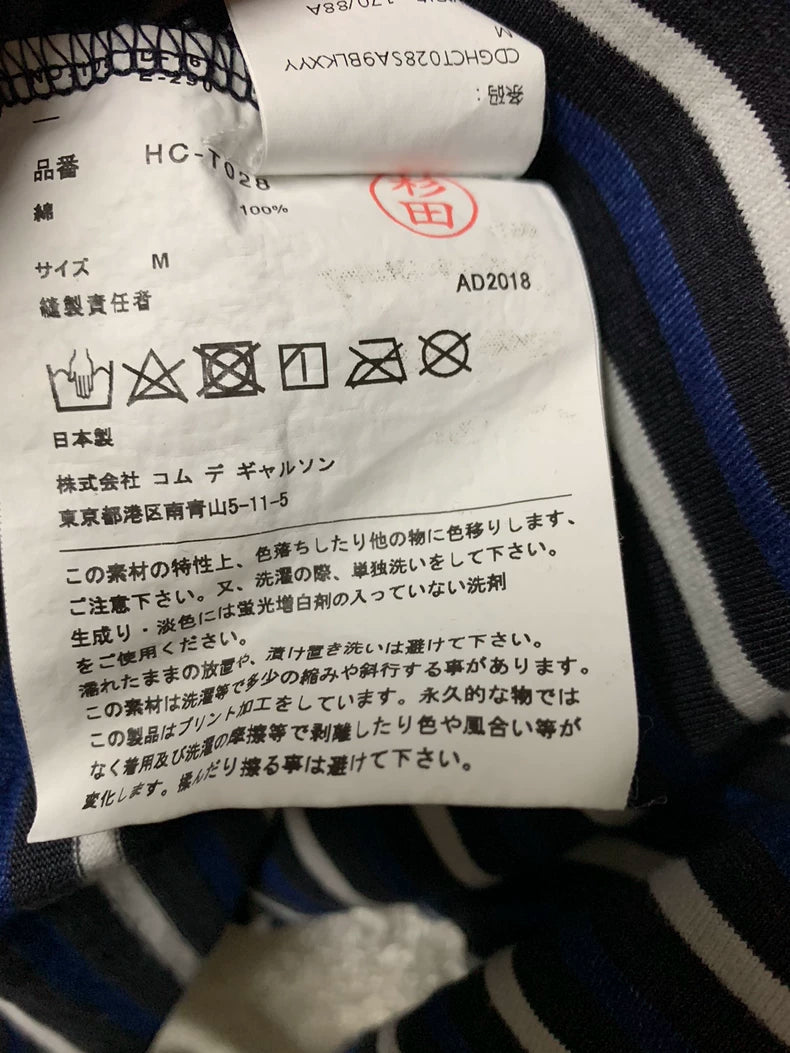 170/88A
M
CDGHCT028SA9BLKXYY
条码：
品番 HC-T028
綿 100%
杉田
サイズ M
縫製責任者
AD2018
日本製
株式会社 コム デ ギャルソン
東京都港区南青山5-11-5
この素材の特性上、色落ちしたり他の物に色移りします、
ご注意下さい。又、洗濯の際、単独洗いをして下さい。
生成り・淡色には蛍光増白剤の入っていない洗剤
をご使用ください。
濡れたままの放置や、漬け置き洗いは避けて下さい。
この素材は洗濯等で多少の縮みや斜行する事があります。
この製品はプリント加工をしています。永久的な物では
なく着用及び洗濯の摩擦等で剥離したり色や風合い等が
変化します。揉んだり擦る事は避けて下さい。